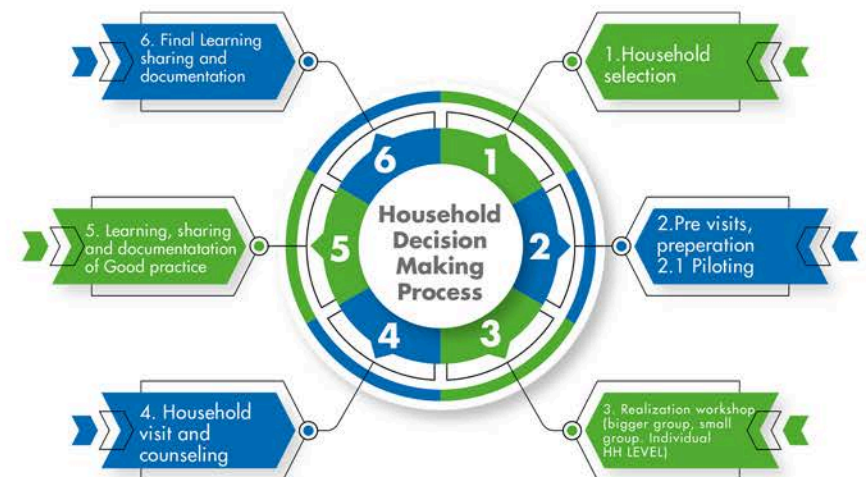 Household
Decision
Making
Process
1
2
3
4
5
6
1.Household
selection
2.Pre visits,
preperation
2.1 Piloting
3. Realization workshop
(bigger group, small
group. Individual
HH LEVEL)
4. Household
visit and
counseling
5. Learning, sharing
and documentatation
of Good practice
6. Final Learning
sharing and
documentation